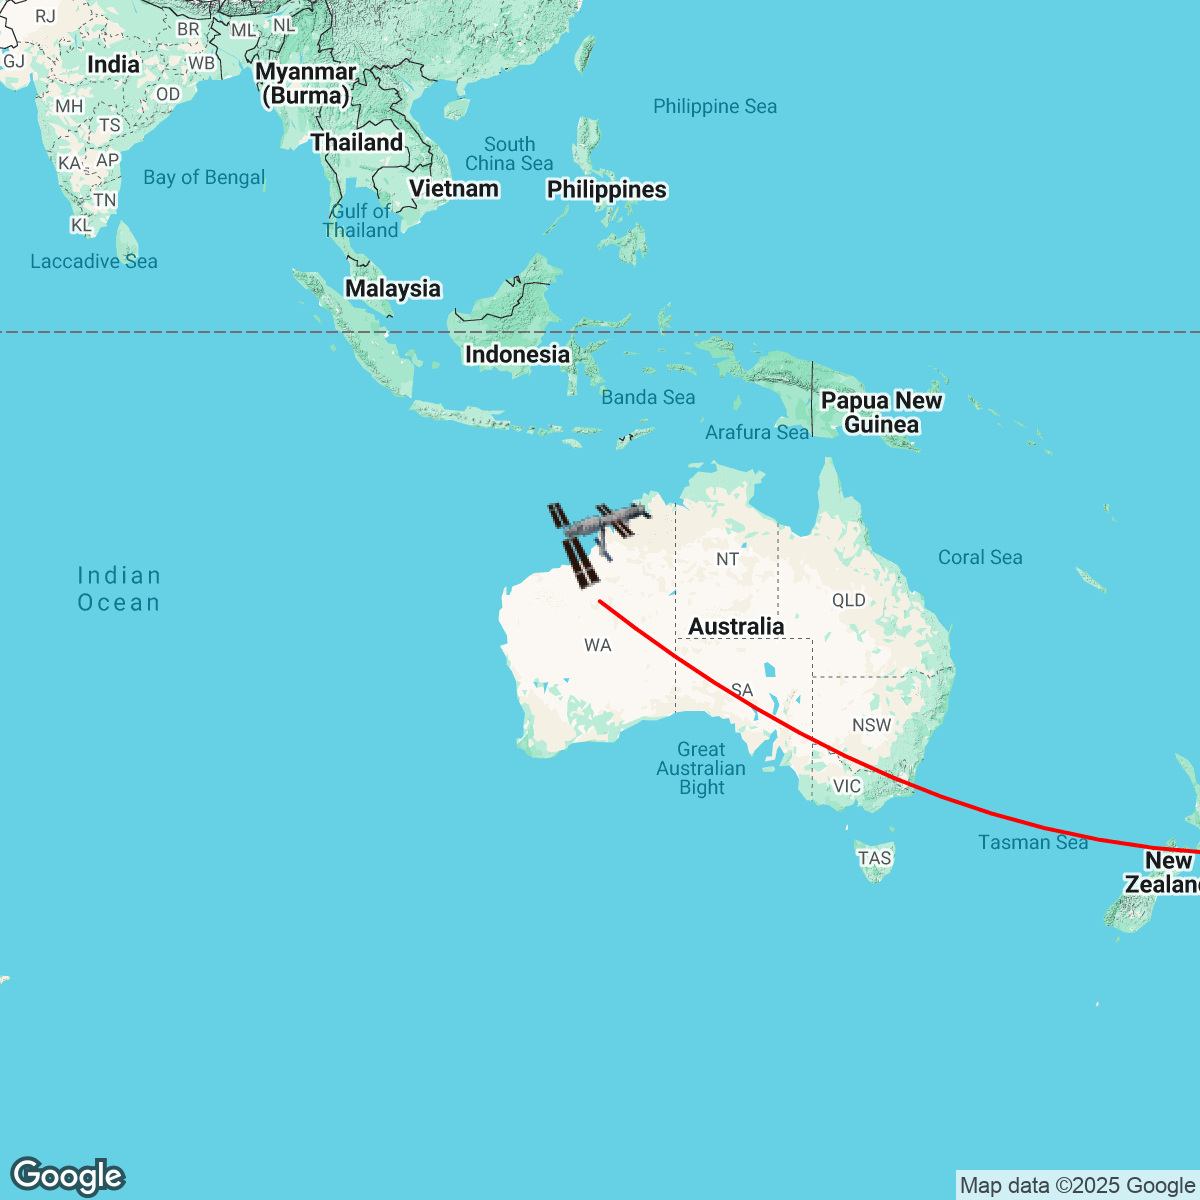 RJ
BR
ML
NL
GJ
India
WB
Myanmar
(Burma)
OD
MH
Philippine Sea
TS
Thailand
South
China Sea
KA
AP
Bay of Bengal
Vietnam
Philippines
TN
Gulf of
Thailand
KL
Laccadive Sea
Malaysia
Indonesia
Banda Sea
Papua New
Guinea
Arafura Sea
Indian
Ocean
NT
Coral Sea
QLD
Australia
WA
SA
NSW
Great
Australian
Bight
VIC
Tasman Sea
TAS
New
Zealan
Google
Map data ©2025 Google